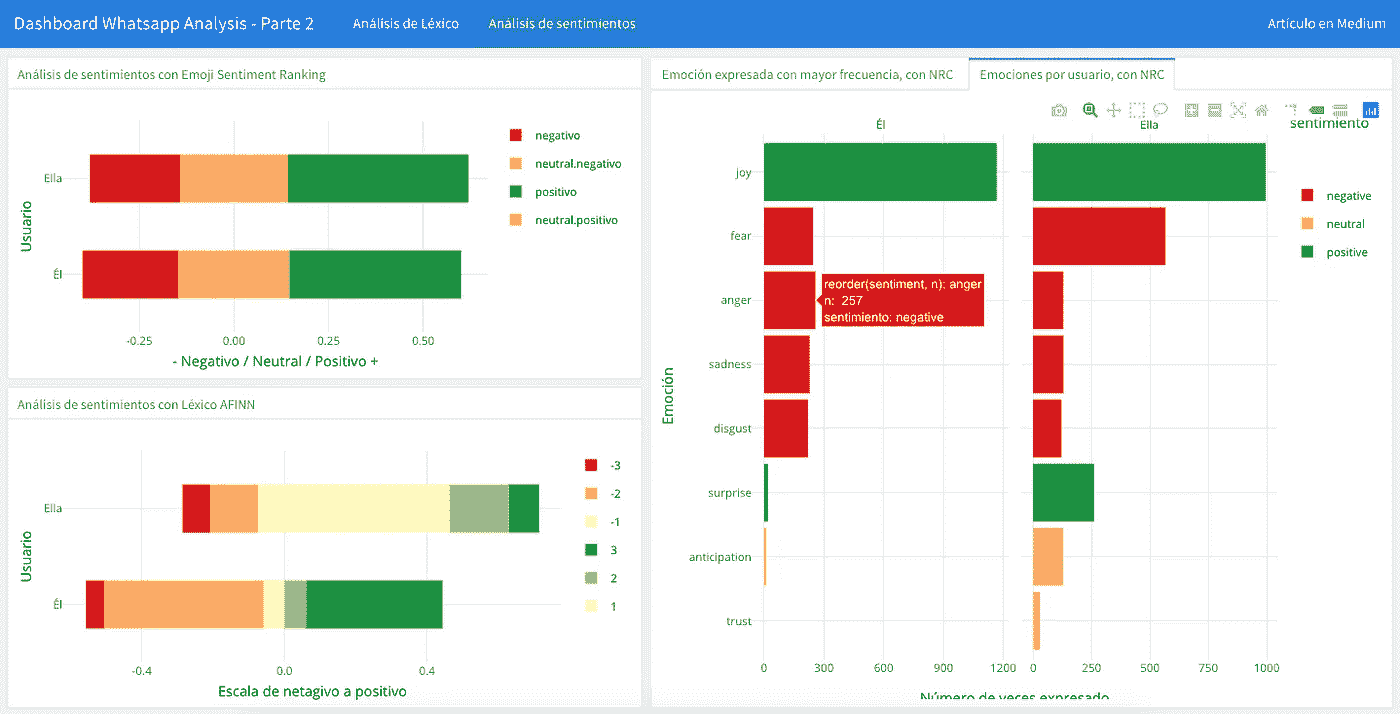 Dashboard Whatsapp Analysis - Parte 2
Análisis de Léxico
Análisis de sentimientos
Artículo en Medium
Análisis de sentimientos con Emoji Sentiment Ranking
Usuario
Ella
Él
-0.25
0.00
0.25
0.50
- Negativo / Neutral / Positivo +
negativo
neutral.negativo
positivo
neutral.positivo
Análisis de sentimientos con Léxico AFINN
Usuario
Ella
Él
-0.4
0.0
0.4
Escala de netagivo a positivo
-3
-2
-1
3
2
1
Emoción expresada con mayor frecuencia, con NRC
Emociones por usuario, con NRC
Él
Ella
sentimiento
negative
neutral
positive
Emoción
joy
fear
anger
sadness
disgust
surprise
anticipation
trust
reorder(sentiment, n): anger
n: 257
sentimiento: negative
0
300
600
900
1200
0
250
500
750
1000
Número de veces expresado